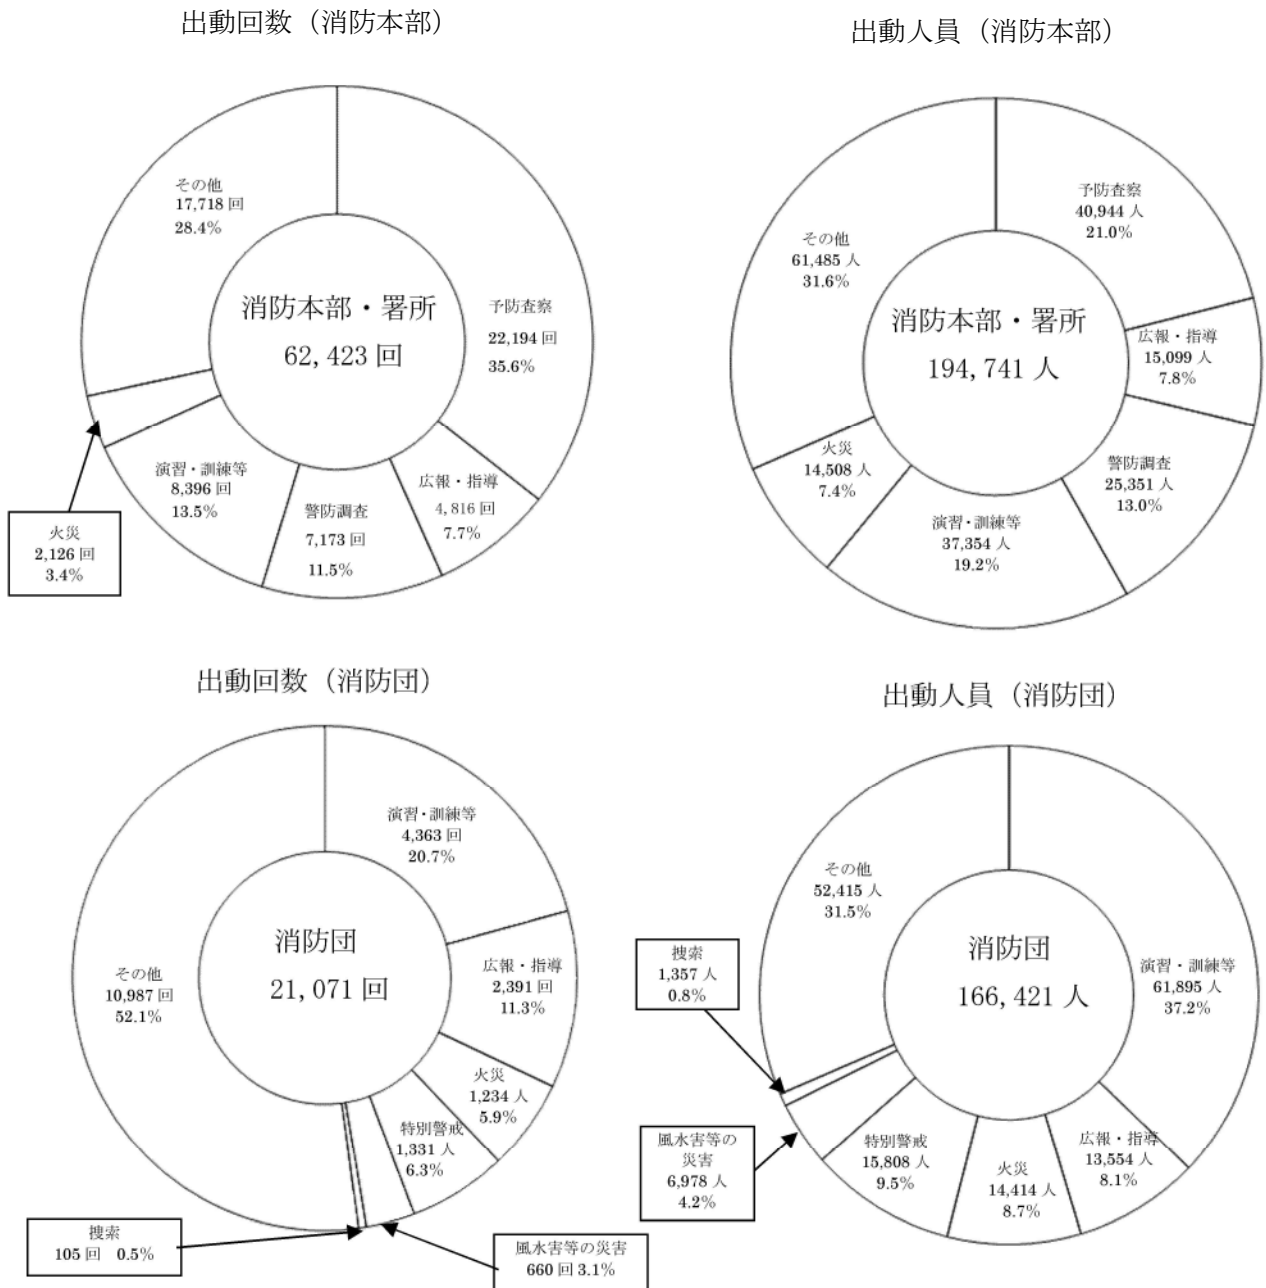 出動回数（消防本部）
その他
17,718 回
28.4%
消防本部・署所
62,423 回
予防査察
22,194 回
35.6%
広報・指導
4,816 回
7.7%
警防調査
7,173 回
11.5%
演習・訓練等
8,396 回
13.5%
火災
2,126 回
3.4%
出動人員（消防本部）
その他
61,485 人
31.6%
消防本部・署所
194,741 人
予防査察
40,944 人
21.0%
広報・指導
15,099 人
7.8%
警防調査
25,351 人
13.0%
演習・訓練等
37,354 人
19.2%
火災
14,508 人
7.4%
出動回数（消防団）
演習・訓練等
4,363 回
20.7%
消防団
21,071 回
広報・指導
2,391 回
11.3%
火災
1,234 人
5.9%
特別警戒
1,331 人
6.3%
風水害等の災害
660 回 3.1%
捜索
105 回　0.5%
その他
10,987 回
52.1%
出動人員（消防団）
その他
52,415 人
31.5%
消防団
166,421 人
演習・訓練等
61,895 人
37.2%
広報・指導
13,554 人
8.1%
火災
14,414 人
8.7%
特別警戒
15,808 人
9.5%
風水害等の
災害
6,978 人
4.2%
捜索
1,357 人
0.8%